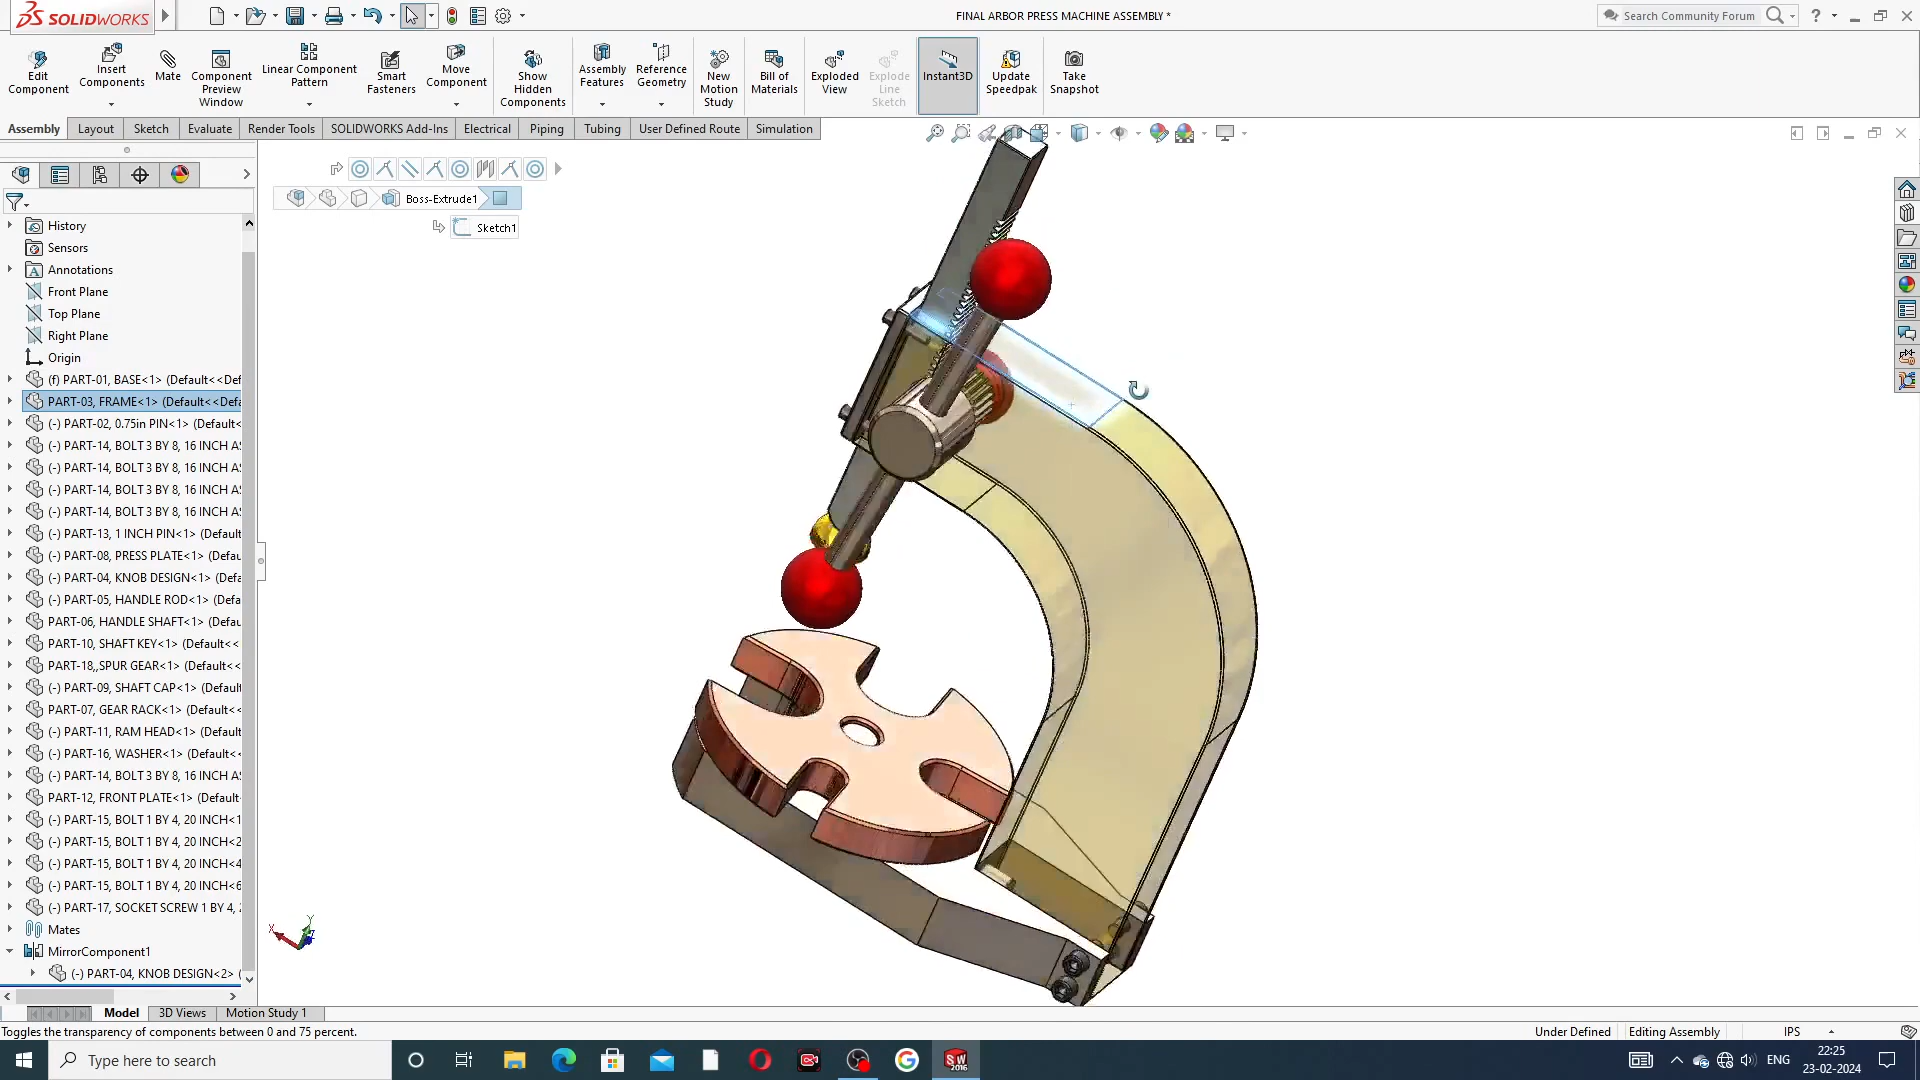 SOLIDWORKS
FINAL ARBOR PRESS MACHINE ASSEMBLY *
Search Community Forum
?
Edit Component
Insert Components
Mate
Component Preview Window
Linear Component Pattern
Smart Fasteners
Move Component
Show Hidden Components
Assembly Features
Reference Geometry
New Motion Study
Bill of Materials
Exploded View
Explode Line Sketch
Instant3D
Update Speedpak
Take Snapshot
Assembly
Layout
Sketch
Evaluate
Render Tools
SOLIDWORKS Add-Ins
Electrical
Piping
Tubing
User Defined Route
Simulation
Boss-Extrude1
Sketch1
History
Sensors
Annotations
Front Plane
Top Plane
Right Plane
Origin
(f) PART-01, BASE<1> (Default<<Def
PART-03, FRAME<1> (Default<<Defa
(-) PART-02, 0.75in PIN<1> (Default<
(-) PART-14, BOLT 3 BY 8, 16 INCH AS
(-) PART-14, BOLT 3 BY 8, 16 INCH AS
(-) PART-14, BOLT 3 BY 8, 16 INCH AS
(-) PART-14, BOLT 3 BY 8, 16 INCH AS
(-) PART-13, 1 INCH PIN<1> (Default
(-) PART-08, PRESS PLATE<1> (Defau
(-) PART-04, KNOB DESIGN<1> (Defa
(-) PART-05, HANDLE ROD<1> (Defa
(-) PART-06, HANDLE SHAFT<1> (Defau
(-) PART-10, SHAFT KEY<1> (Default<<
(-) PART-18,,SPUR GEAR<1> (Default<<
(-) PART-09, SHAFT CAP<1> (Default
(-) PART-07, GEAR RACK<1> (Default
(-) PART-11, RAM HEAD<1> (Default
(-) PART-16, WASHER<1> (Default<
(-) PART-14, BOLT 3 BY 8, 16 INCH AS
(-) PART-12, FRONT PLATE<1> (Default
(-) PART-15, BOLT 1 BY 4, 20 INCH<1
(-) PART-15, BOLT 1 BY 4, 20 INCH<2
(-) PART-15, BOLT 1 BY 4, 20 INCH<4
(-) PART-15, BOLT 1 BY 4, 20 INCH<6
(-) PART-17, SOCKET SCREW 1 BY 4, 2
Mates
MirrorComponent1
(-) PART-04, KNOB DESIGN<2> (
X
Y
Z
Model
3D Views
Motion Study 1
Toggles the transparency of components between 0 and 75 percent.
Under Defined
Editing Assembly
IPS
Type here to search
SW 2016
ENG
22:25
23-02-2024